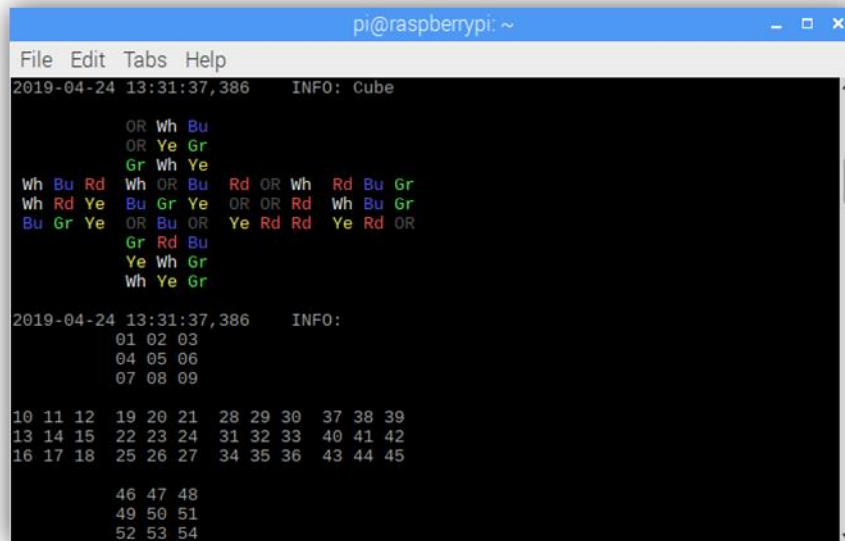 pi@raspberrypi: ~
File Edit Tabs Help
2019-04-24 13:31:37,386 INFO: Cube
OR Wh Bu
OR Ye Gr
Gr Wh Ye
Wh Bu Rd Wh OR Bu Rd OR Wh Rd Bu Gr
Wh Rd Ye Bu Gr Ye OR OR Rd Wh Bu Gr
Bu Gr Ye OR Bu OR Ye Rd Rd Ye Rd OR
Gr Rd Bu
Ye Wh Gr
Wh Ye Gr
2019-04-24 13:31:37,386 INFO:
01 02 03
04 05 06
07 08 09
10 11 12 19 20 21 28 29 30 37 38 39
13 14 15 22 23 24 31 32 33 40 41 42
16 17 18 25 26 27 34 35 36 43 44 45
46 47 48
49 50 51
52 53 54